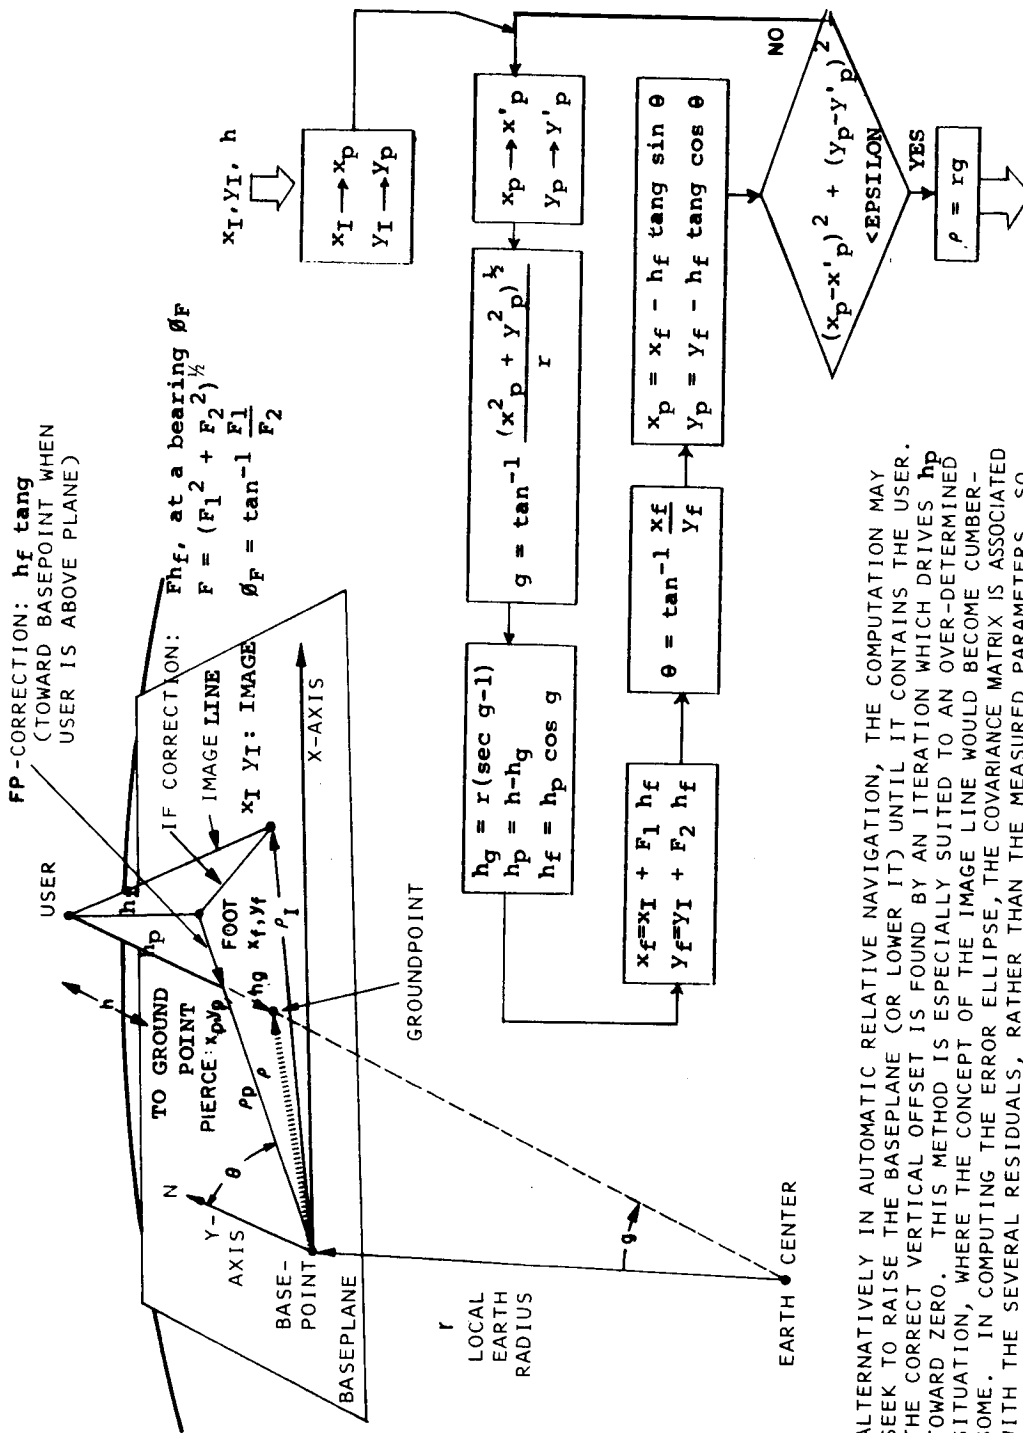 FP-CORRECTION: hf tang
(TOWARD BASEPOINT WHEN
USER IS ABOVE PLANE)
IF CORRECTION:
Fhf, at a bearing ØF
F = (F1² + F2²)½
ØF = tan⁻¹ F1/F2
USER
IMAGE LINE
xI yI: IMAGE
X-AXIS
h
hp
h
FOOT
xf,yf
ρI
TO GROUND
POINT
PIERCE: xp,yp
hg
GROUNDPOINT
ρp
ρ
θ
N
Y-
AXIS
BASE-
POINT
BASEPLANE
r
LOCAL
EARTH
RADIUS
g
EARTH CENTER
xI,yI,h
xI → xp
yI → yp
xp → x'p
yp → y'p
g = tan⁻¹ (x²p + y²p)½ / r
hg = r(sec g-1)
hp = h-hg
hf = hp cos g
xf=xI + F1 hf
yf=yI + F2 hf
θ = tan⁻¹ xf/yf
xp = xf - hf tang sin θ
yp = yf - hf tang cos θ
(xp-x'p)² + (yp-y'p)²
<EPSILON
NO
YES
ρ = rg
ALTERNATIVELY IN AUTOMATIC RELATIVE NAVIGATION, THE COMPUTATION MAY
SEEK TO RAISE THE BASEPLANE (OR LOWER IT) UNTIL IT CONTAINS THE USER.
THE CORRECT VERTICAL OFFSET IS FOUND BY AN ITERATION WHICH DRIVES hp
TOWARD ZERO. THIS METHOD IS ESPECIALLY SUITED TO AN OVER-DETERMINED
SITUATION, WHERE THE CONCEPT OF THE IMAGE LINE WOULD BECOME CUMBER-
SOME. IN COMPUTING THE ERROR ELLIPSE, THE COVARIANCE MATRIX IS ASSOCIATED
WITH THE SEVERAL RESIDUALS, RATHER THAN THE MEASURED PARAMETERS, SO